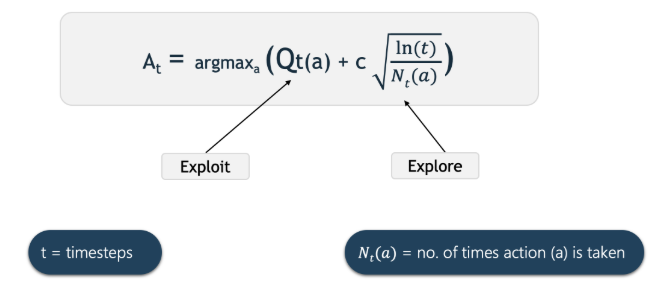 Aₜ = argmaxₐ (Qt(a) + c √(ln(t)/Nₜ(a)))
Exploit
Explore
t = timesteps
Nₜ(a) = no. of times action (a) is taken